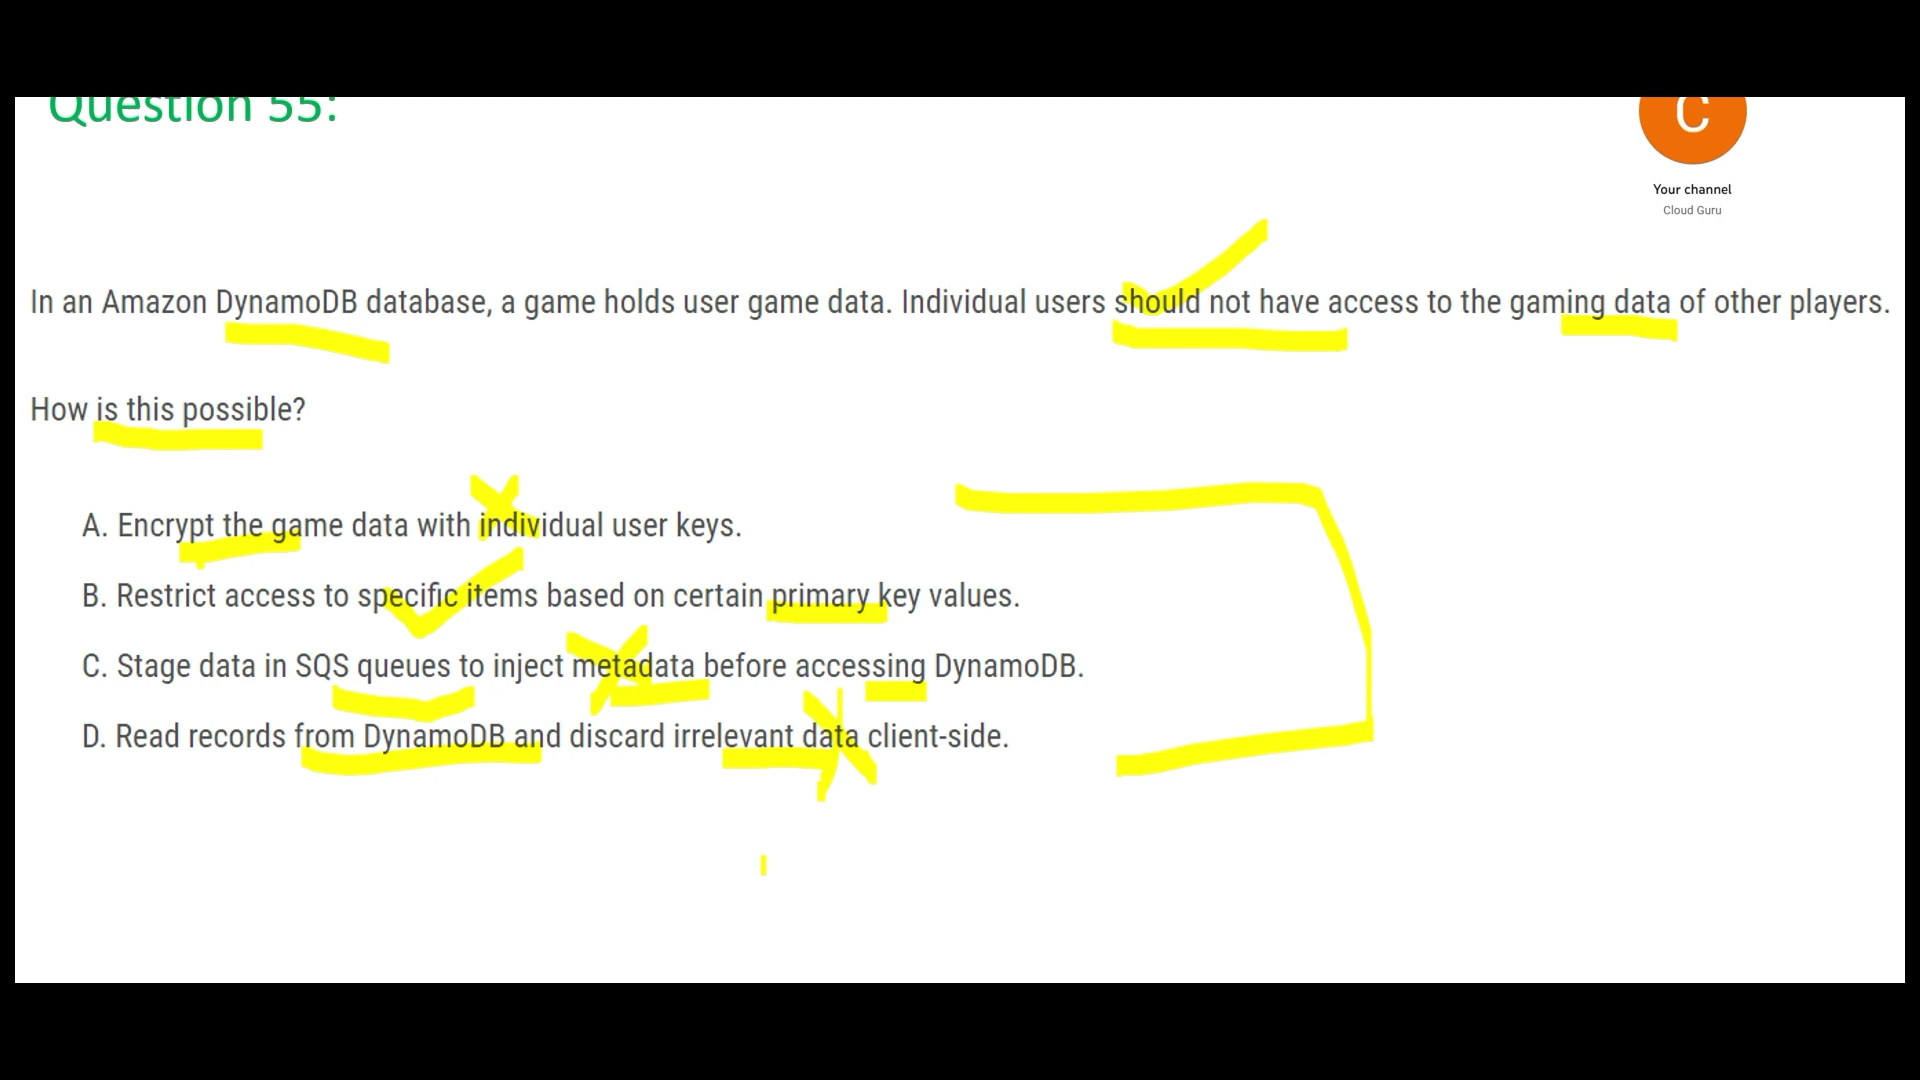 Question 55:
C
Your channel
Cloud Guru
In an Amazon DynamoDB database, a game holds user game data. Individual users should not have access to the gaming data of other players.
How is this possible?
A. Encrypt the game data with individual user keys.
B. Restrict access to specific items based on certain primary key values.
C. Stage data in SQS queues to inject metadata before accessing DynamoDB.
D. Read records from DynamoDB and discard irrelevant data client-side.